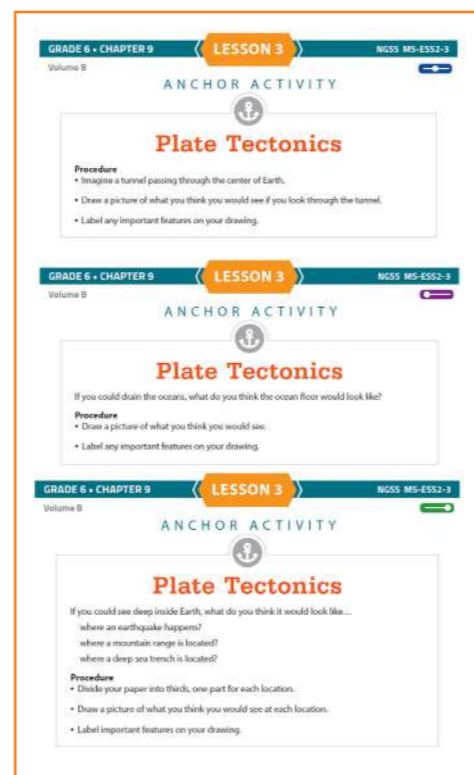 GRADE 6 • CHAPTER 9 LESSON 3 NGSS MS-ESS2-3
Volume B
ANCHOR ACTIVITY
Plate Tectonics
Procedure
• Imagine a tunnel passing through the center of Earth.
• Draw a picture of what you think you would see if you look through the tunnel.
• Label any important features on your drawing.
GRADE 6 • CHAPTER 9 LESSON 3 NGSS MS-ESS2-3
Volume B
ANCHOR ACTIVITY
Plate Tectonics
If you could drain the oceans, what do you think the ocean floor would look like?
Procedure
• Draw a picture of what you think you would see.
• Label any important features on your drawing.
GRADE 6 • CHAPTER 9 LESSON 3 NGSS MS-ESS2-3
Volume B
ANCHOR ACTIVITY
Plate Tectonics
If you could see deep inside Earth, what do you think it would look like…
where an earthquake happens?
where a mountain range is located?
where a deep sea trench is located?
Procedure
• Divide your paper into thirds, one part for each location.
• Draw a picture of what you think you would see at each location.
• Label important features on your drawing.